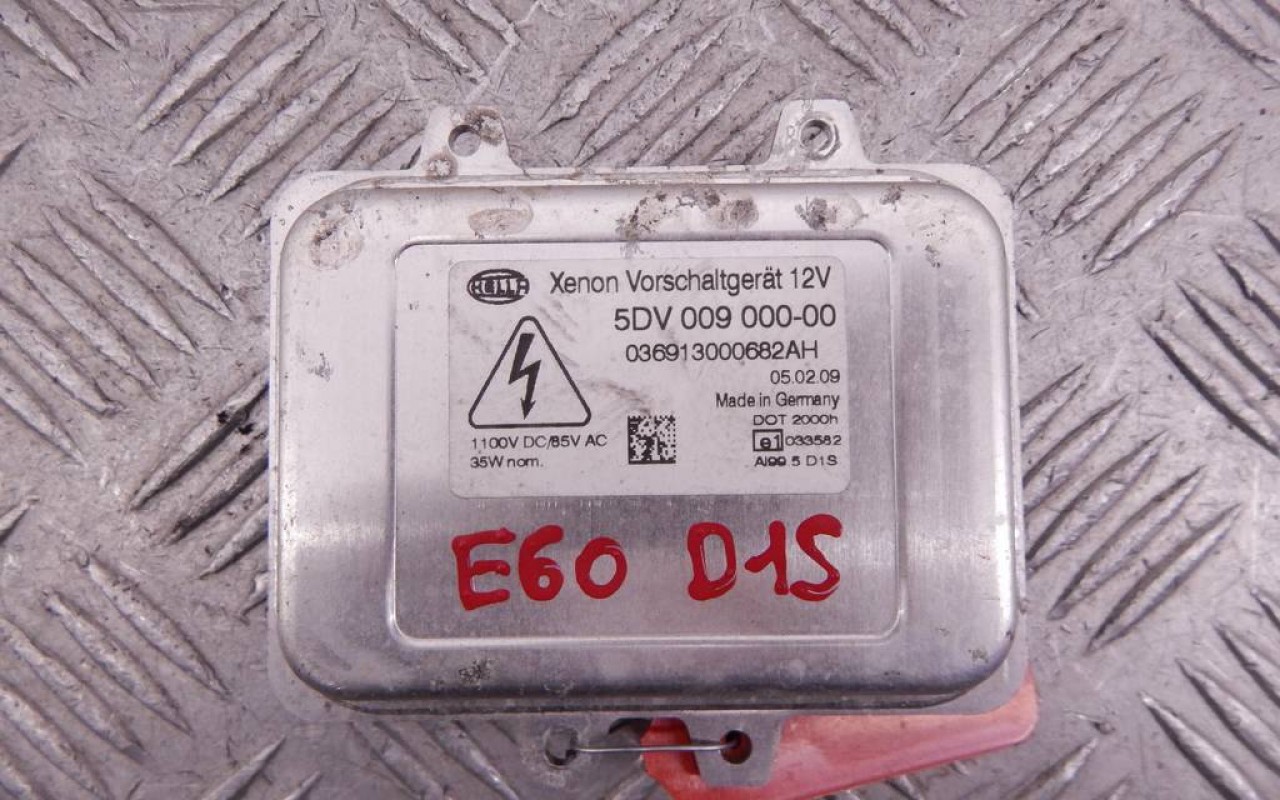 HELLA
Xenon Vorschaltgerät 12V
5DV 009 000-00
036913000682AH
05.02.09
Made in Germany
DOT 2000h
1100V DC/85V AC
e1 033582
35W nom.
Al99 5 D1S
E60 D1S